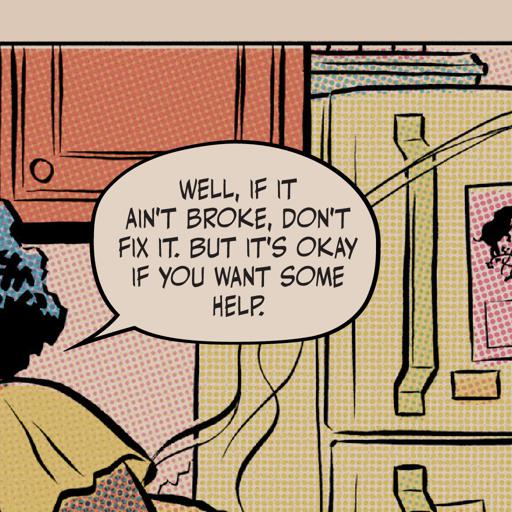 WELL, IF IT
AIN'T BROKE, DON'T
FIX IT. BUT IT'S OKAY
IF YOU WANT SOME
HELP.